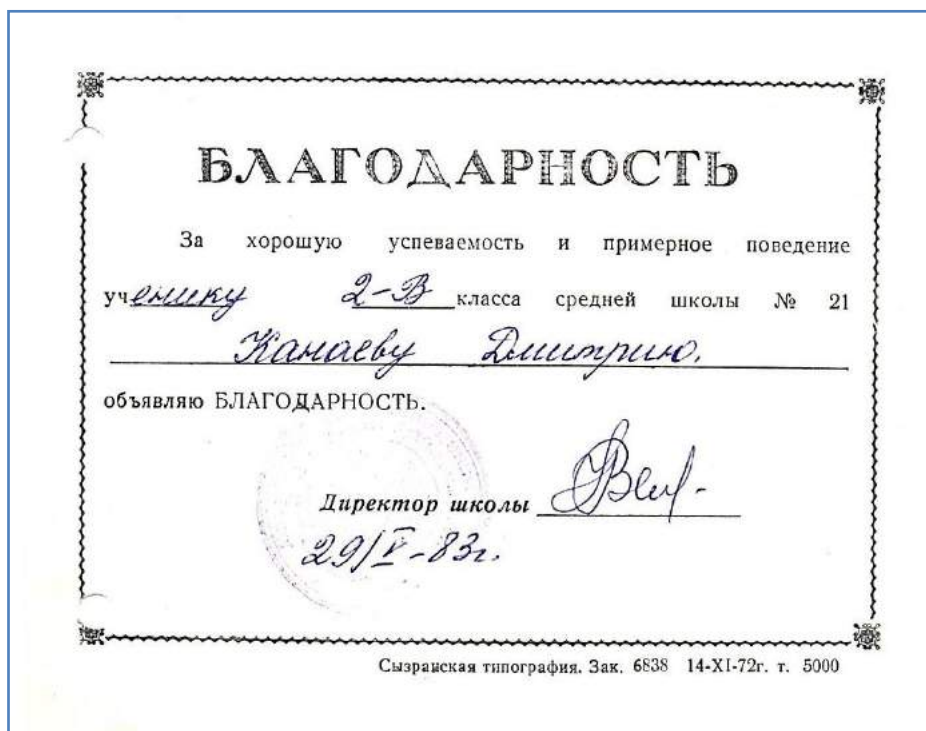 БЛАГОДАРНОСТЬ
За хорошую успеваемость и примерное поведение
ученику 2-В класса средней школы № 21
Канаеву Дмитрию.
объявляю БЛАГОДАРНОСТЬ.
Директор школы
29/V-83г.
Сызранская типография. Зак. 6838 14-XI-72г. т. 5000